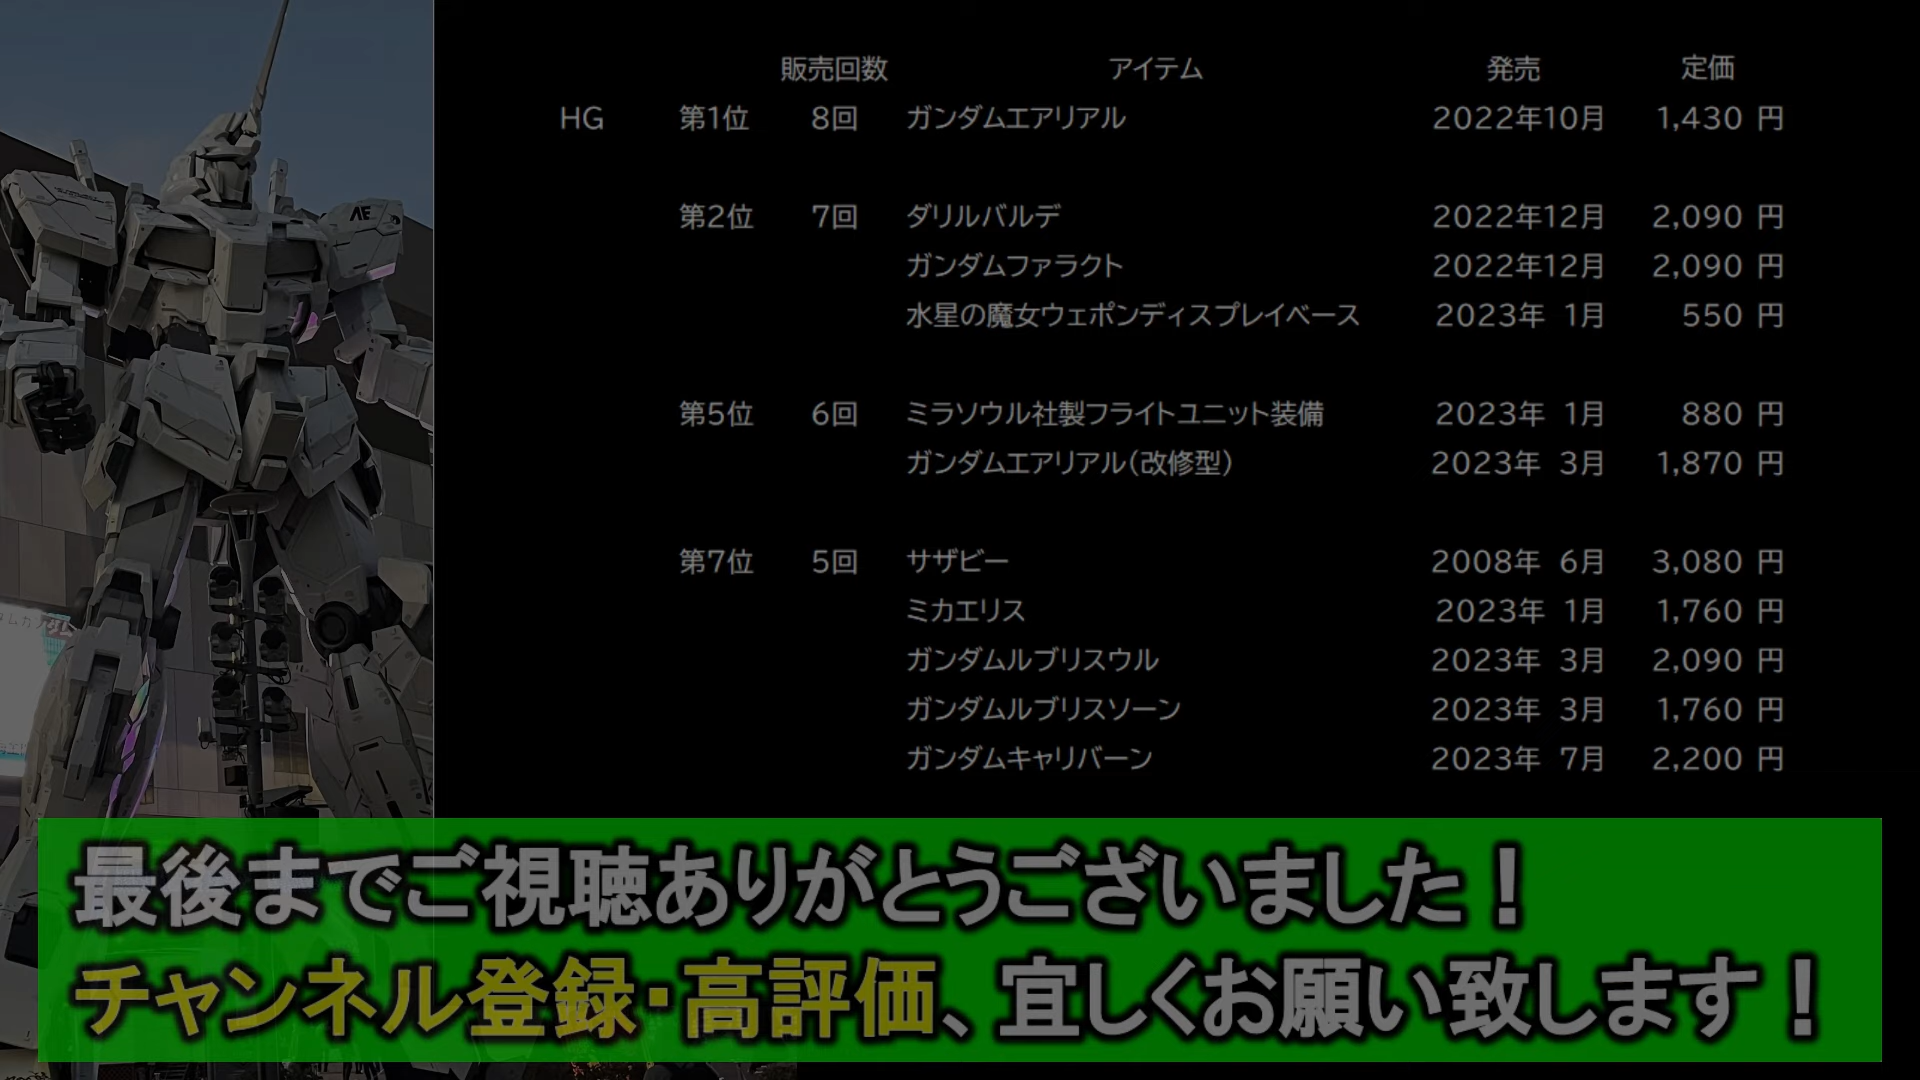 販売回数 アイテム 発売 定価
HG 第1位 8回 ガンダムエアリアル 2022年10月 1,430 円
第2位 7回 ダリルバルデ 2022年12月 2,090 円
ガンダムファラクト 2022年12月 2,090 円
水星の魔女ウェポンディスプレイベース 2023年 1月 550 円
第5位 6回 ミラソウル社製フライトユニット装備 2023年 1月 880 円
ガンダムエアリアル(改修型) 2023年 3月 1,870 円
第7位 5回 サザビー 2008年 6月 3,080 円
ミカエリス 2023年 1月 1,760 円
ガンダムルブリスウル 2023年 3月 2,090 円
ガンダムルブリスソーン 2023年 3月 1,760 円
ガンダムキャリバーン 2023年 7月 2,200 円
最後までご視聴ありがとうございました!
チャンネル登録・高評価、宜しくお願い致します!